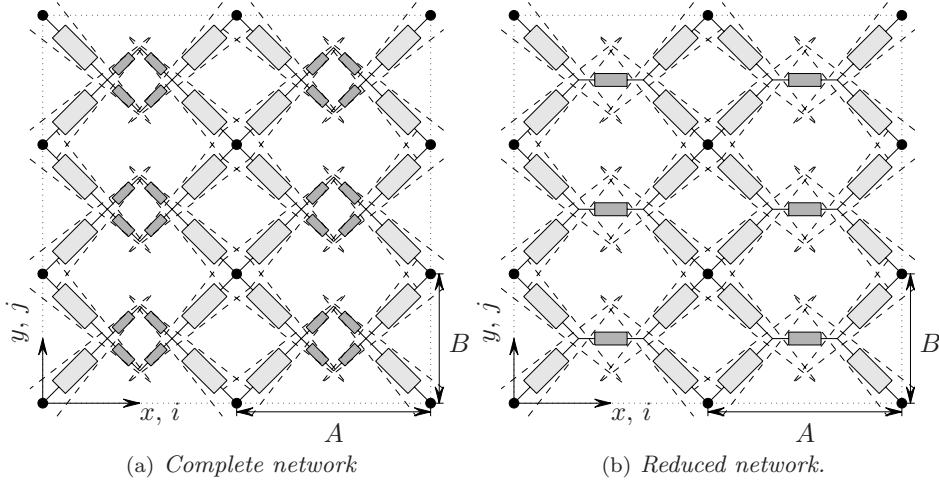 y, j
x, i
A
B
y, j
x, i
A
B
(a) Complete network
(b) Reduced network.